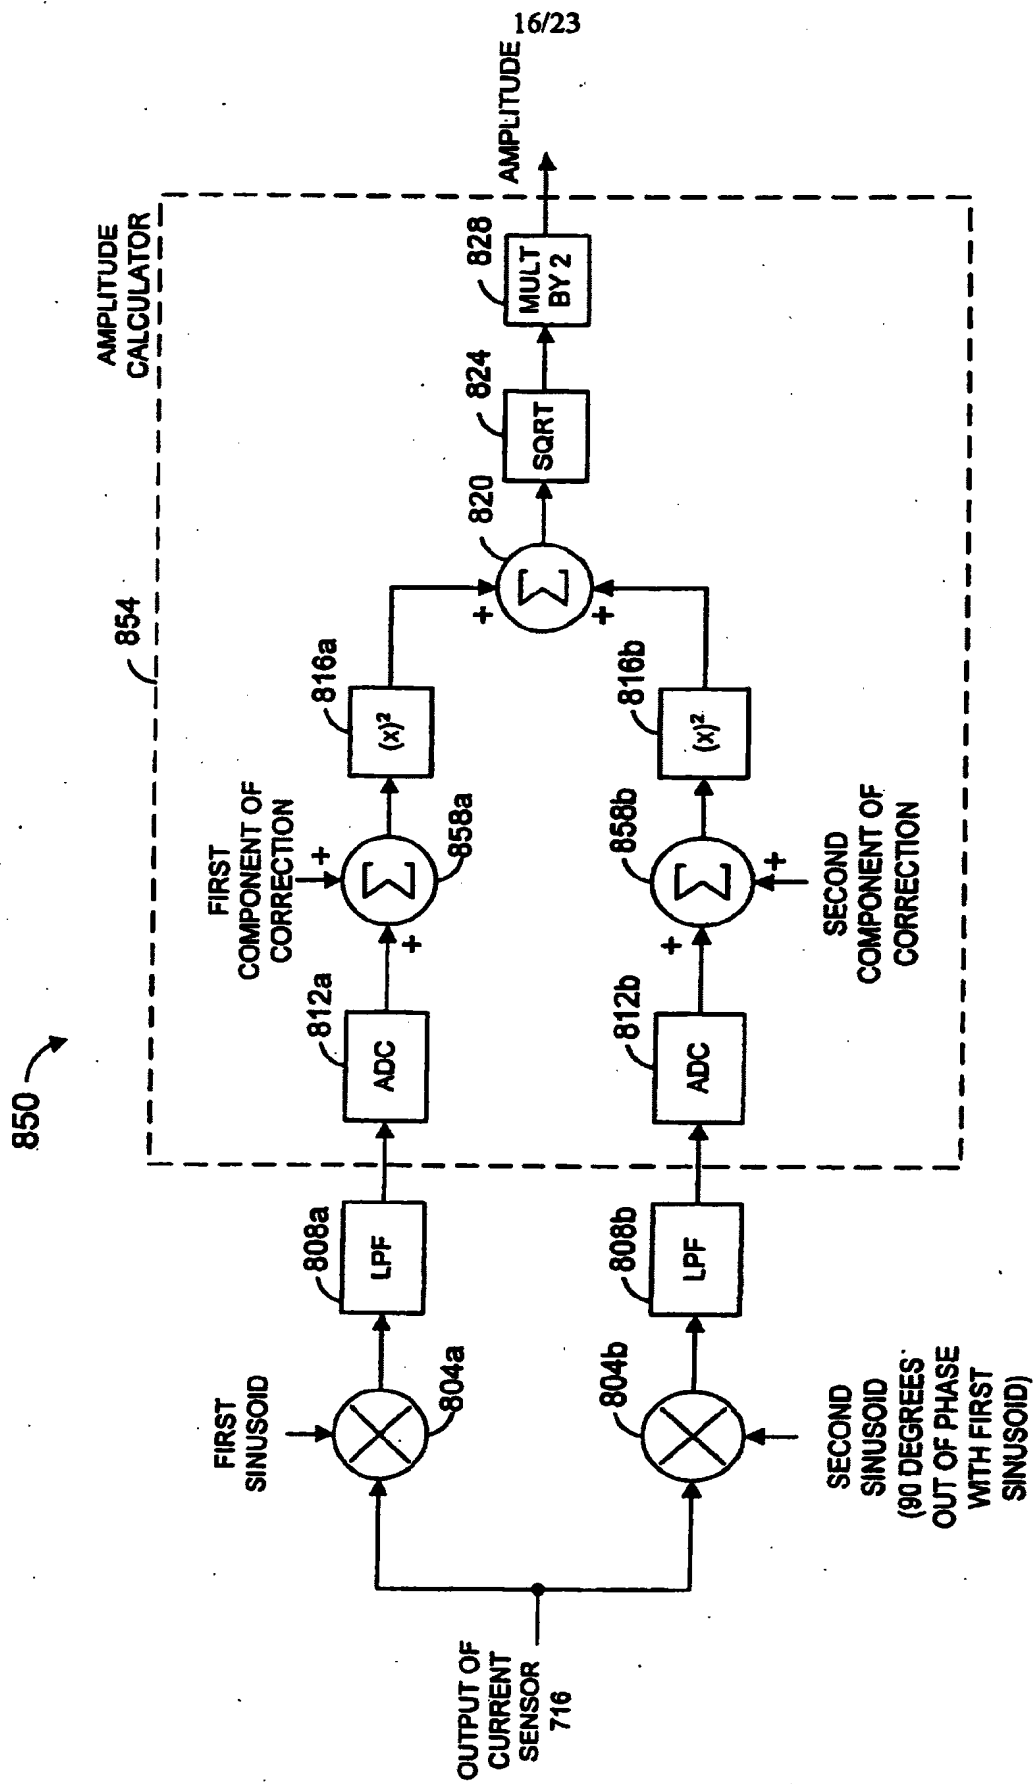 16/23
850
AMPLITUDE
CALCULATOR
854
OUTPUT OF
CURRENT
SENSOR
716
FIRST
SINUSOID
804a
808a
LPF
812a
ADC
FIRST
COMPONENT OF
CORRECTION
+
+
Σ
858a
816a
(x)²
SECOND
SINUSOID
(90 DEGREES
OUT OF PHASE
WITH FIRST
SINUSOID)
804b
808b
LPF
812b
ADC
SECOND
COMPONENT OF
CORRECTION
+
+
Σ
858b
816b
(x)²
+
+
Σ
820
824
SQRT
828
MULT
BY 2
AMPLITUDE